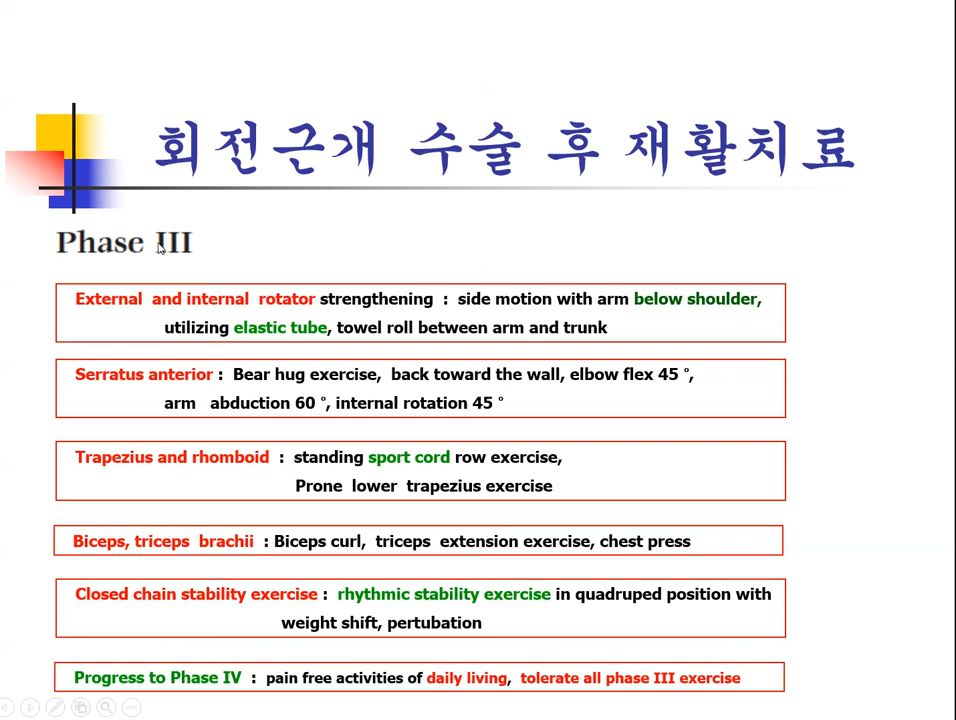 회전근개 수술 후 재활치료
Phase III
External and internal rotator strengthening : side motion with arm below shoulder,
utilizing elastic tube, towel roll between arm and trunk
Serratus anterior : Bear hug exercise, back toward the wall, elbow flex 45 °,
arm abduction 60 °, internal rotation 45 °
Trapezius and rhomboid : standing sport cord row exercise,
Prone lower trapezius exercise
Biceps, triceps brachii : Biceps curl, triceps extension exercise, chest press
Closed chain stability exercise : rhythmic stability exercise in quadruped position with
weight shift, pertubation
Progress to Phase IV : pain free activities of daily living, tolerate all phase III exercise